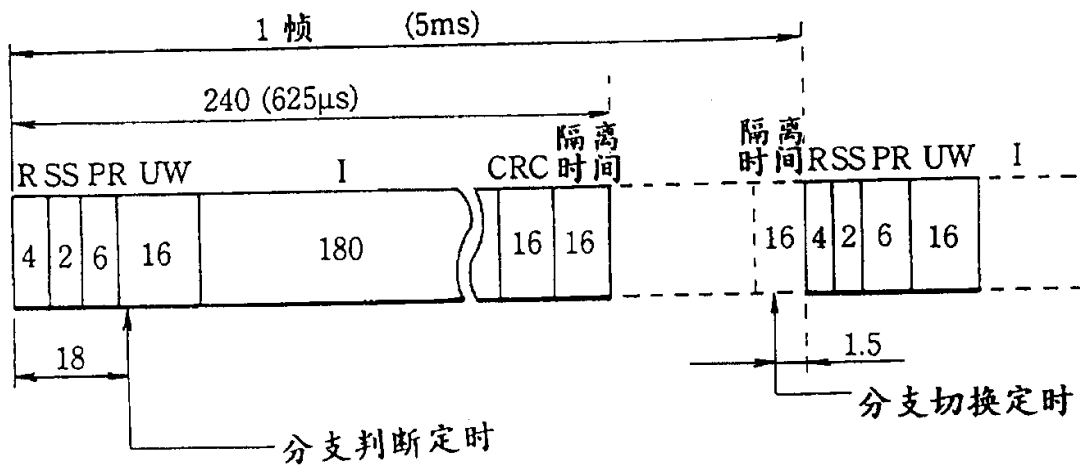 1 帧 (5ms)
240 (625μs)
隔离时间
隔离时间
R SS PR UW I CRC
R SS PR UW I
4 2 6 16 180 16 16
16 4 2 6 16
18
1.5
分支判断定时
分支切换定时